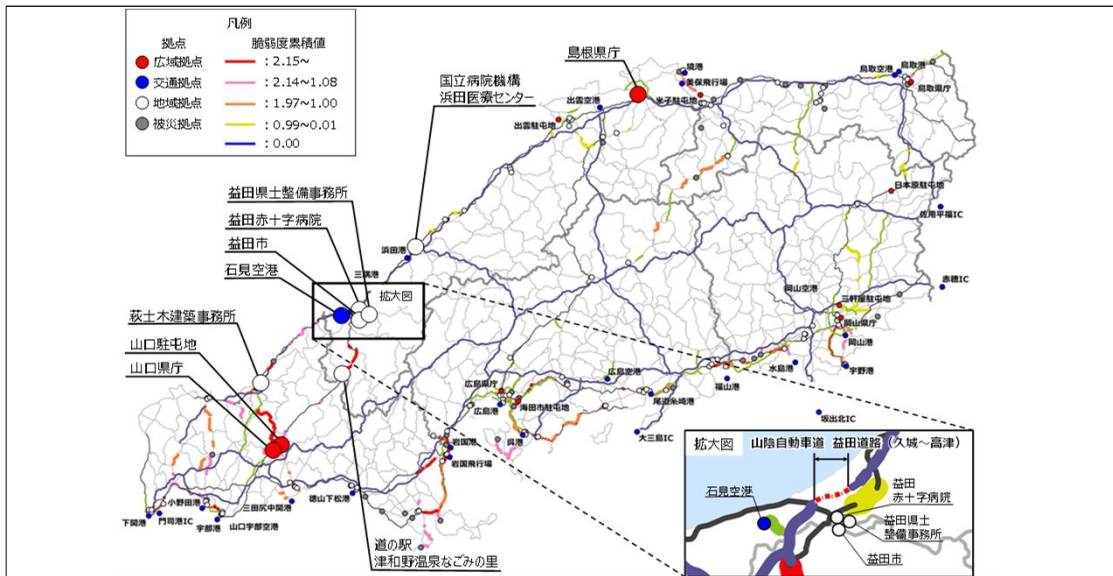 凡例
拠点
脆弱度累積値
広域拠点
：2.15~
交通拠点
：2.14~1.08
地域拠点
：1.97~1.00
被災拠点
：0.99~0.01
：0.00
島根県庁
国立病院機構
浜田医療センター
出雲空港
出雲駐屯地
境港
美保飛行場
米子駐屯地
鳥取空港
鳥取港
鳥取県庁
日本原駐屯地
佐用平福IC
益田県土整備事務所
益田赤十字病院
益田市
石見空港
浜田港
三隅港
拡大図
萩土木建築事務所
山口駐屯地
山口県庁
岡山空港
赤穂IC
三軒屋駐屯地
岡山県庁
岡山港
宇野港
水島港
福山港
広島空港
広島県庁
広島港
海田市駐屯地
尾道糸崎港
呉港
大三島IC
坂出北IC
岩国港
岩国飛行場
徳山下松港
小野田港
三田尻中関港
下関港
門司港IC
宇部港
山口宇部空港
道の駅
津和野温泉なごみの里
拡大図
山陰自動車道 益田道路（久城～高津）
石見空港
益田
赤十字病院
益田県土
整備事務所
益田市